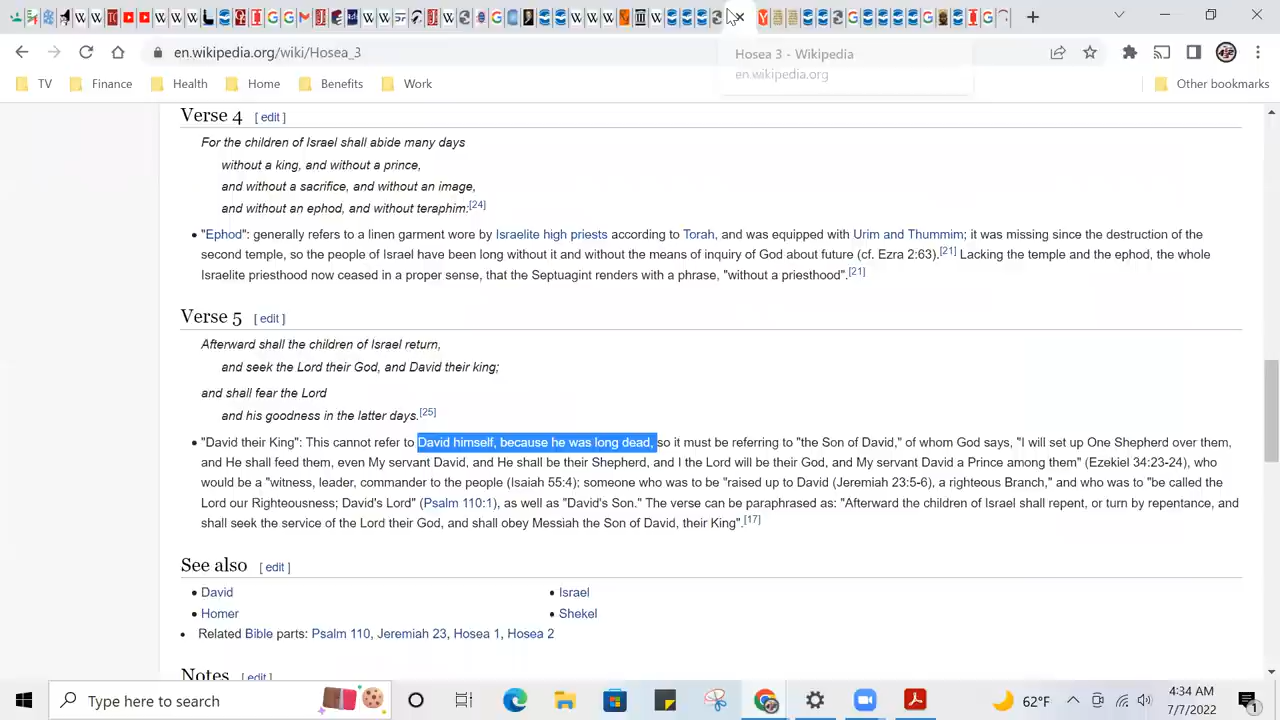 en.wikipedia.org/wiki/Hosea_3
Hosea 3 - Wikipedia
en.wikipedia.org
TV
Finance
Health
Home
Benefits
Work
Other bookmarks
Verse 4 [ edit ]
For the children of Israel shall abide many days
without a king, and without a prince,
and without a sacrifice, and without an image,
and without an ephod, and without teraphim:[24]
• "Ephod": generally refers to a linen garment wore by Israelite high priests according to Torah, and was equipped with Urim and Thummim; it was missing since the destruction of the
second temple, so the people of Israel have been long without it and without the means of inquiry of God about future (cf. Ezra 2:63).[21] Lacking the temple and the ephod, the whole
Israelite priesthood now ceased in a proper sense, that the Septuagint renders with a phrase, "without a priesthood".[21]
Verse 5 [ edit ]
Afterward shall the children of Israel return,
and seek the Lord their God, and David their king;
and shall fear the Lord
and his goodness in the latter days.[25]
• "David their King": This cannot refer to David himself, because he was long dead, so it must be referring to "the Son of David," of whom God says, "I will set up One Shepherd over them,
and He shall feed them, even My servant David, and He shall be their Shepherd, and I the Lord will be their God, and My servant David a Prince among them" (Ezekiel 34:23-24), who
would be a "witness, leader, commander to the people (Isaiah 55:4); someone who was to be "raised up to David (Jeremiah 23:5-6), a righteous Branch," and who was to "be called the
Lord our Righteousness; David's Lord" (Psalm 110:1), as well as "David's Son." The verse can be paraphrased as: "Afterward the children of Israel shall repent, or turn by repentance, and
shall seek the service of the Lord their God, and shall obey Messiah the Son of David, their King".[17]
See also [ edit ]
• David
• Israel
• Homer
• Shekel
• Related Bible parts: Psalm 110, Jeremiah 23, Hosea 1, Hosea 2
Notes [ edit ]
Type here to search
62°F
4:34 AM
7/7/2022
1